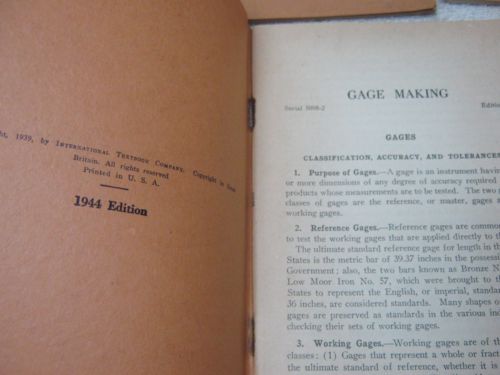 ht, 1939, by INTERNATIONAL TEXTBOOK COMPANY. Copyright in Great
Britain. All rights reserved
Printed in U. S. A.
1944 Edition
GAGE MAKING
Serial 5098-2
Edition
GAGES
CLASSIFICATION, ACCURACY, AND TOLERANCES
1. Purpose of Gages.—A gage is an instrument having
or more dimensions of any degree of accuracy required
products whose measurements are to be tested. The two
classes of gages are the reference, or master, gages a
working gages.
2. Reference Gages.—Reference gages are common
to test the working gages that are applied directly to th
The ultimate standard reference gage for length in th
States is the metric bar of 39.37 inches in the possessi
Government; also, the two bars known as Bronze N
Low Moor Iron No. 57, which were brought to th
States to represent the English, or imperial, standar
36 inches, are considered standards. Many shapes o
gages are preserved as standards in the various in
checking their sets of working gages.
3. Working Gages.—Working gages are of th
classes: (1) Gages that represent a whole or fract
the ultimate standard of reference, whether it is